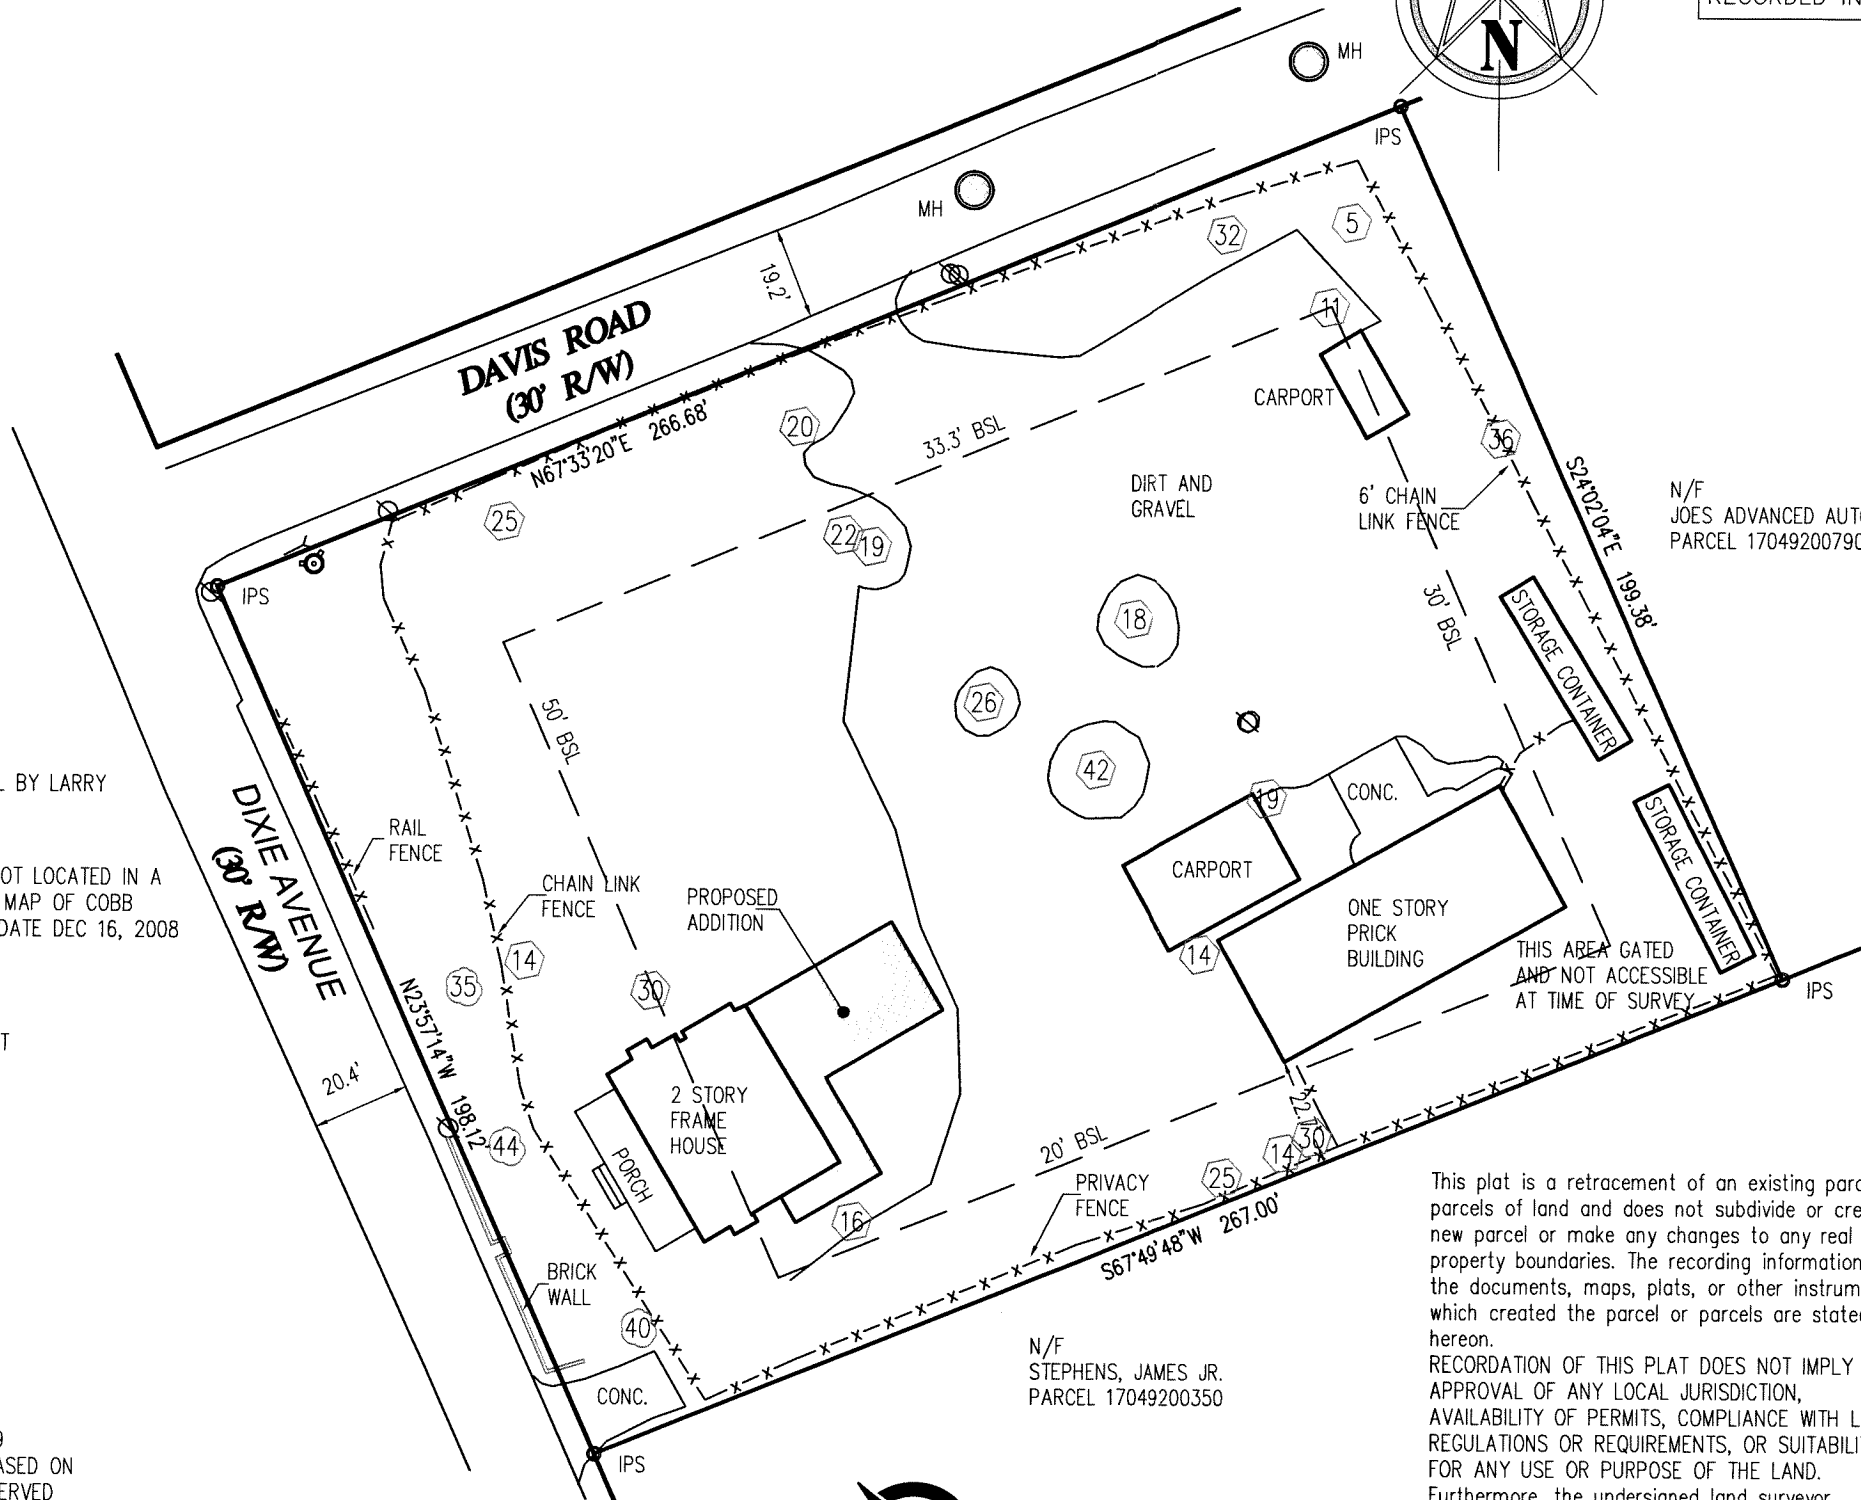 RECORDED IN
N
MH
IPS
MH
5
32
19.2'
11
DAVIS ROAD
(30' R/W)
CARPORT
N67°33'20"E 266.68'
20
33.3' BSL
36
S24°02'04"E 199.38'
DIRT AND
GRAVEL
6' CHAIN
LINK FENCE
N/F
JOES ADVANCED AUTO
PARCEL 1704920079
25
22
19
IPS
18
30' BSL
STORAGE CONTAINER
26
50' BSL
42
L BY LARRY
CONC.
19
DIXIE AVENUE
(30' R/W)
RAIL
FENCE
STORAGE CONTAINER
CARPORT
OT LOCATED IN A
MAP OF COBB
DATE DEC 16, 2008
CHAIN LINK
FENCE
PROPOSED
ADDITION
ONE STORY
PRICK
BUILDING
THIS AREA GATED
AND NOT ACCESSIBLE
AT TIME OF SURVEY
14
14
35
30
IPS
N23°57'14"W 198.12'
T
20.4'
2 STORY
FRAME
HOUSE
44
PORCH
20' BSL
30
14
25
PRIVACY
FENCE
16
S67°49'48"W 267.00'
BRICK
WALL
40
CONC.
IPS
N/F
STEPHENS, JAMES JR.
PARCEL 17049200350
This plat is a retracement of an existing parc
parcels of land and does not subdivide or cre
new parcel or make any changes to any real
property boundaries. The recording information
the documents, maps, plats, or other instrum
which created the parcel or parcels are state
hereon.
RECORDATION OF THIS PLAT DOES NOT IMPLY
APPROVAL OF ANY LOCAL JURISDICTION,
AVAILABILITY OF PERMITS, COMPLIANCE WITH L
REGULATIONS OR REQUIREMENTS, OR SUITABILI
FOR ANY USE OR PURPOSE OF THE LAND.
Furthermore, the undersigned land surveyor
9
ASED ON
ERVED